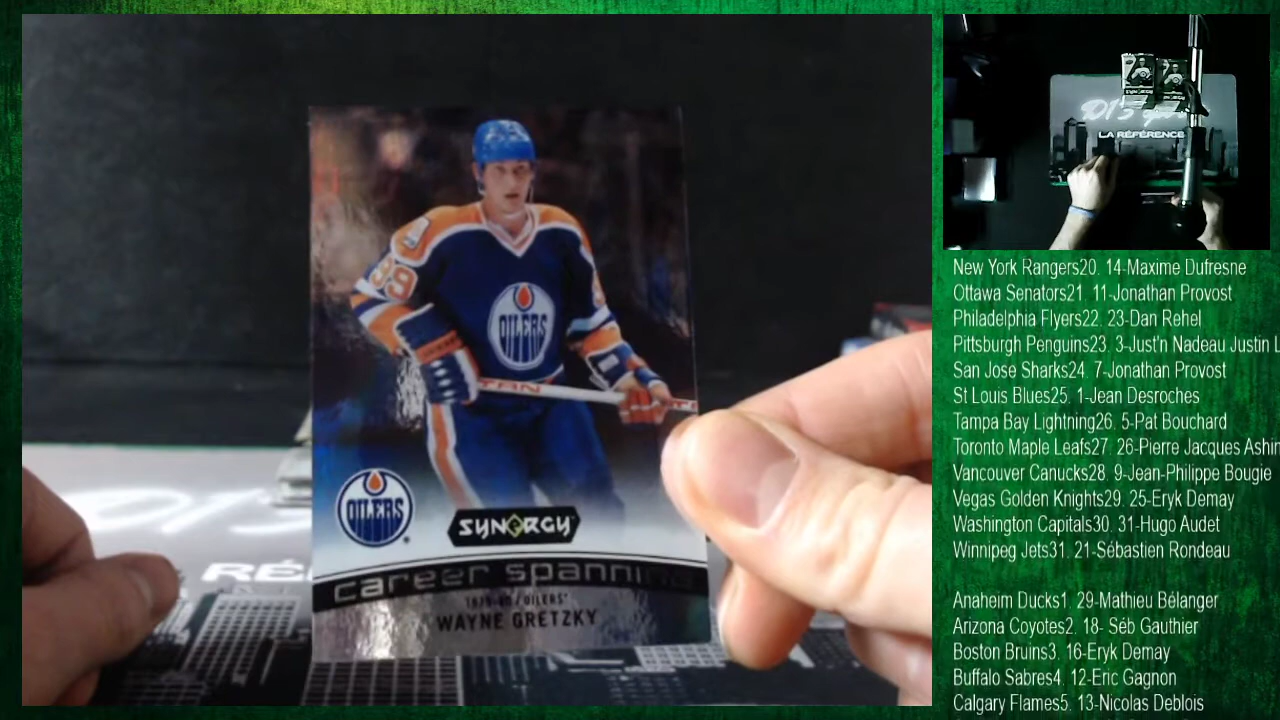 99
OILERS
TITAN
OILERS
SYNERGY
career spanning
1979-80 / OILERS
WAYNE GRETZKY
LA RÉFÉRENCE
New York Rangers20. 14-Maxime Dufresne
Ottawa Senators21. 11-Jonathan Provost
Philadelphia Flyers22. 23-Dan Rehel
Pittsburgh Penguins23. 3-Just'n Nadeau Justin L
San Jose Sharks24. 7-Jonathan Provost
St Louis Blues25. 1-Jean Desroches
Tampa Bay Lightning26. 5-Pat Bouchard
Toronto Maple Leafs27. 26-Pierre Jacques Ashin
Vancouver Canucks28. 9-Jean-Philippe Bougie
Vegas Golden Knights29. 25-Eryk Demay
Washington Capitals30. 31-Hugo Audet
Winnipeg Jets31. 21-Sébastien Rondeau
Anaheim Ducks1. 29-Mathieu Bélanger
Arizona Coyotes2. 18- Séb Gauthier
Boston Bruins3. 16-Eryk Demay
Buffalo Sabres4. 12-Eric Gagnon
Calgary Flames5. 13-Nicolas Deblois